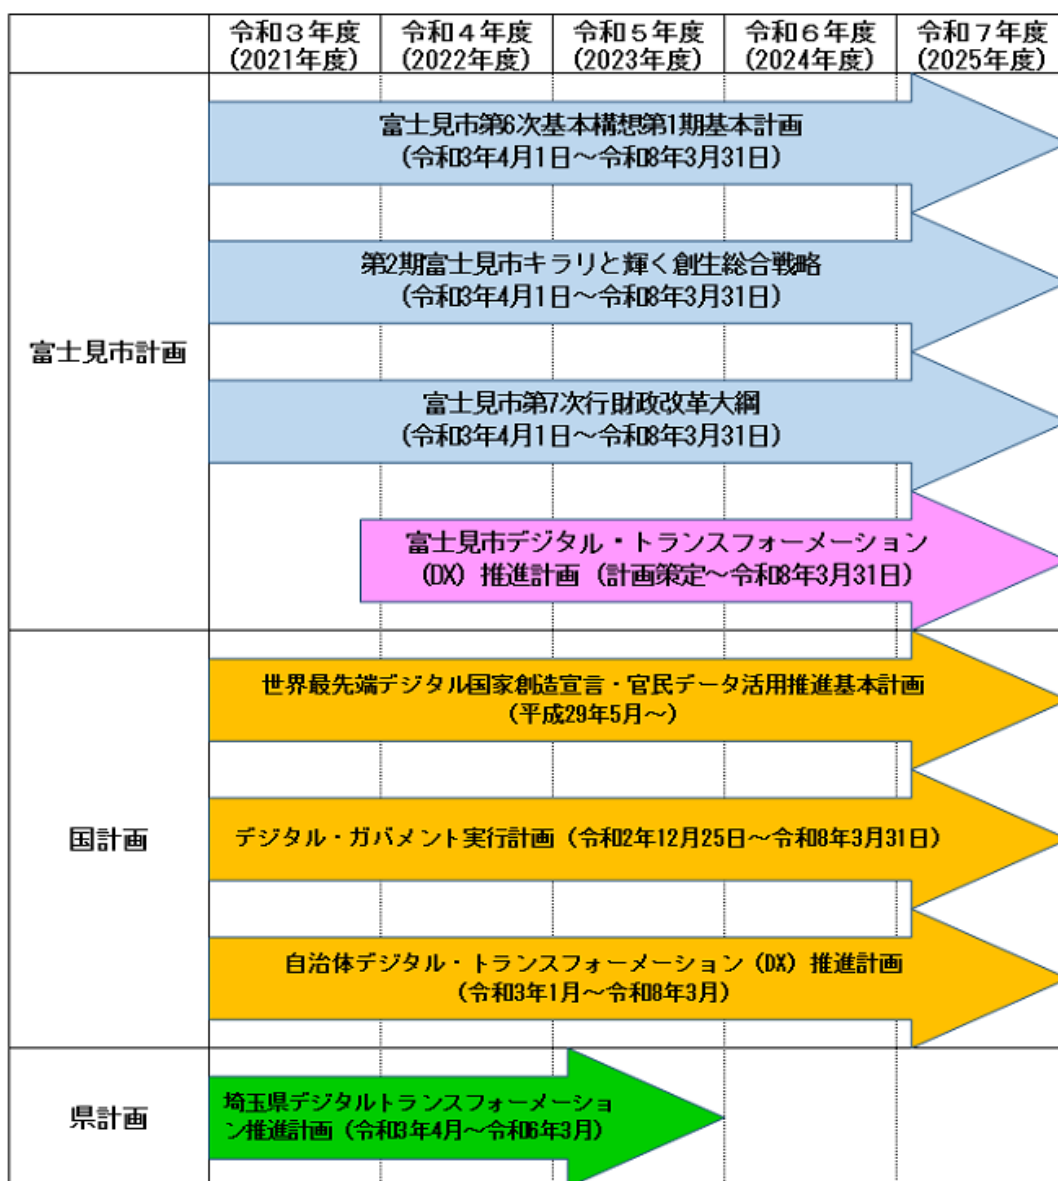 令和３年度 令和４年度 令和５年度 令和６年度 令和７年度
(2021年度) (2022年度) (2023年度) (2024年度) (2025年度)
富士見市計画
富士見市第6次基本構想第1期基本計画
(令和3年4月1日～令和8年3月31日)
第2期富士見市キラリと輝く創生総合戦略
(令和3年4月1日～令和8年3月31日)
富士見市第7次行財政改革大綱
(令和3年4月1日～令和8年3月31日)
富士見市デジタル・トランスフォーメーション
(DX) 推進計画 (計画策定～令和8年3月31日)
国計画
世界最先端デジタル国家創造宣言・官民データ活用推進基本計画
(平成29年5月～)
デジタル・ガバメント実行計画 (令和2年12月25日～令和8年3月31日)
自治体デジタル・トランスフォーメーション (DX) 推進計画
(令和3年1月～令和8年3月)
県計画
埼玉県デジタルトランスフォーメーショ
ン推進計画 (令和3年4月～令和6年3月)